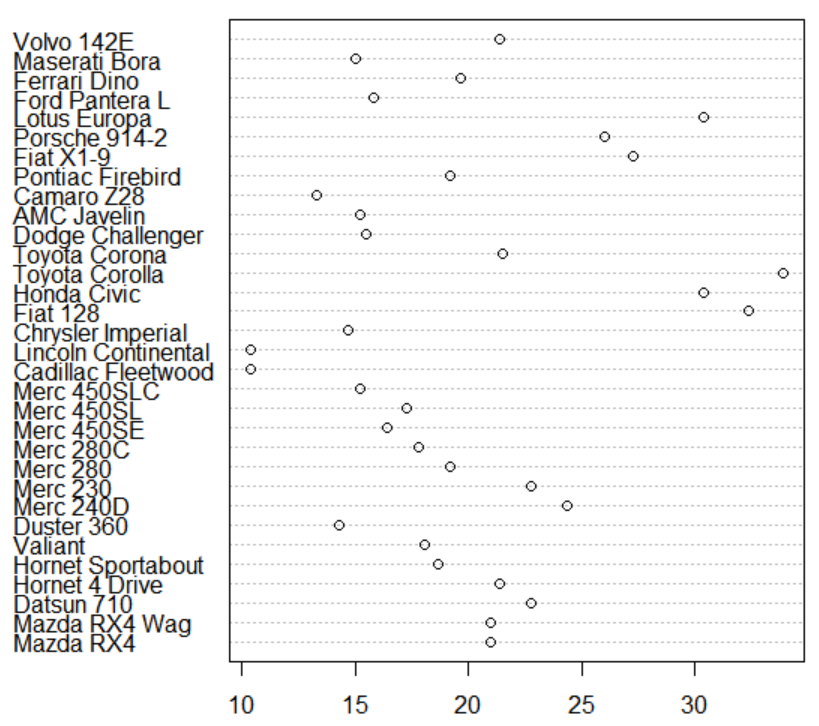 Volvo 142E
Maserati Bora
Ferrari Dino
Ford Pantera L
Lotus Europa
Porsche 914-2
Fiat X1-9
Pontiac Firebird
Camaro Z28
AMC Javelin
Dodge Challenger
Toyota Corona
Toyota Corolla
Honda Civic
Fiat 128
Chrysler Imperial
Lincoln Continental
Cadillac Fleetwood
Merc 450SLC
Merc 450SL
Merc 450SE
Merc 280C
Merc 280
Merc 230
Merc 240D
Duster 360
Valiant
Hornet Sportabout
Hornet 4 Drive
Datsun 710
Mazda RX4 Wag
Mazda RX4
10 15 20 25 30